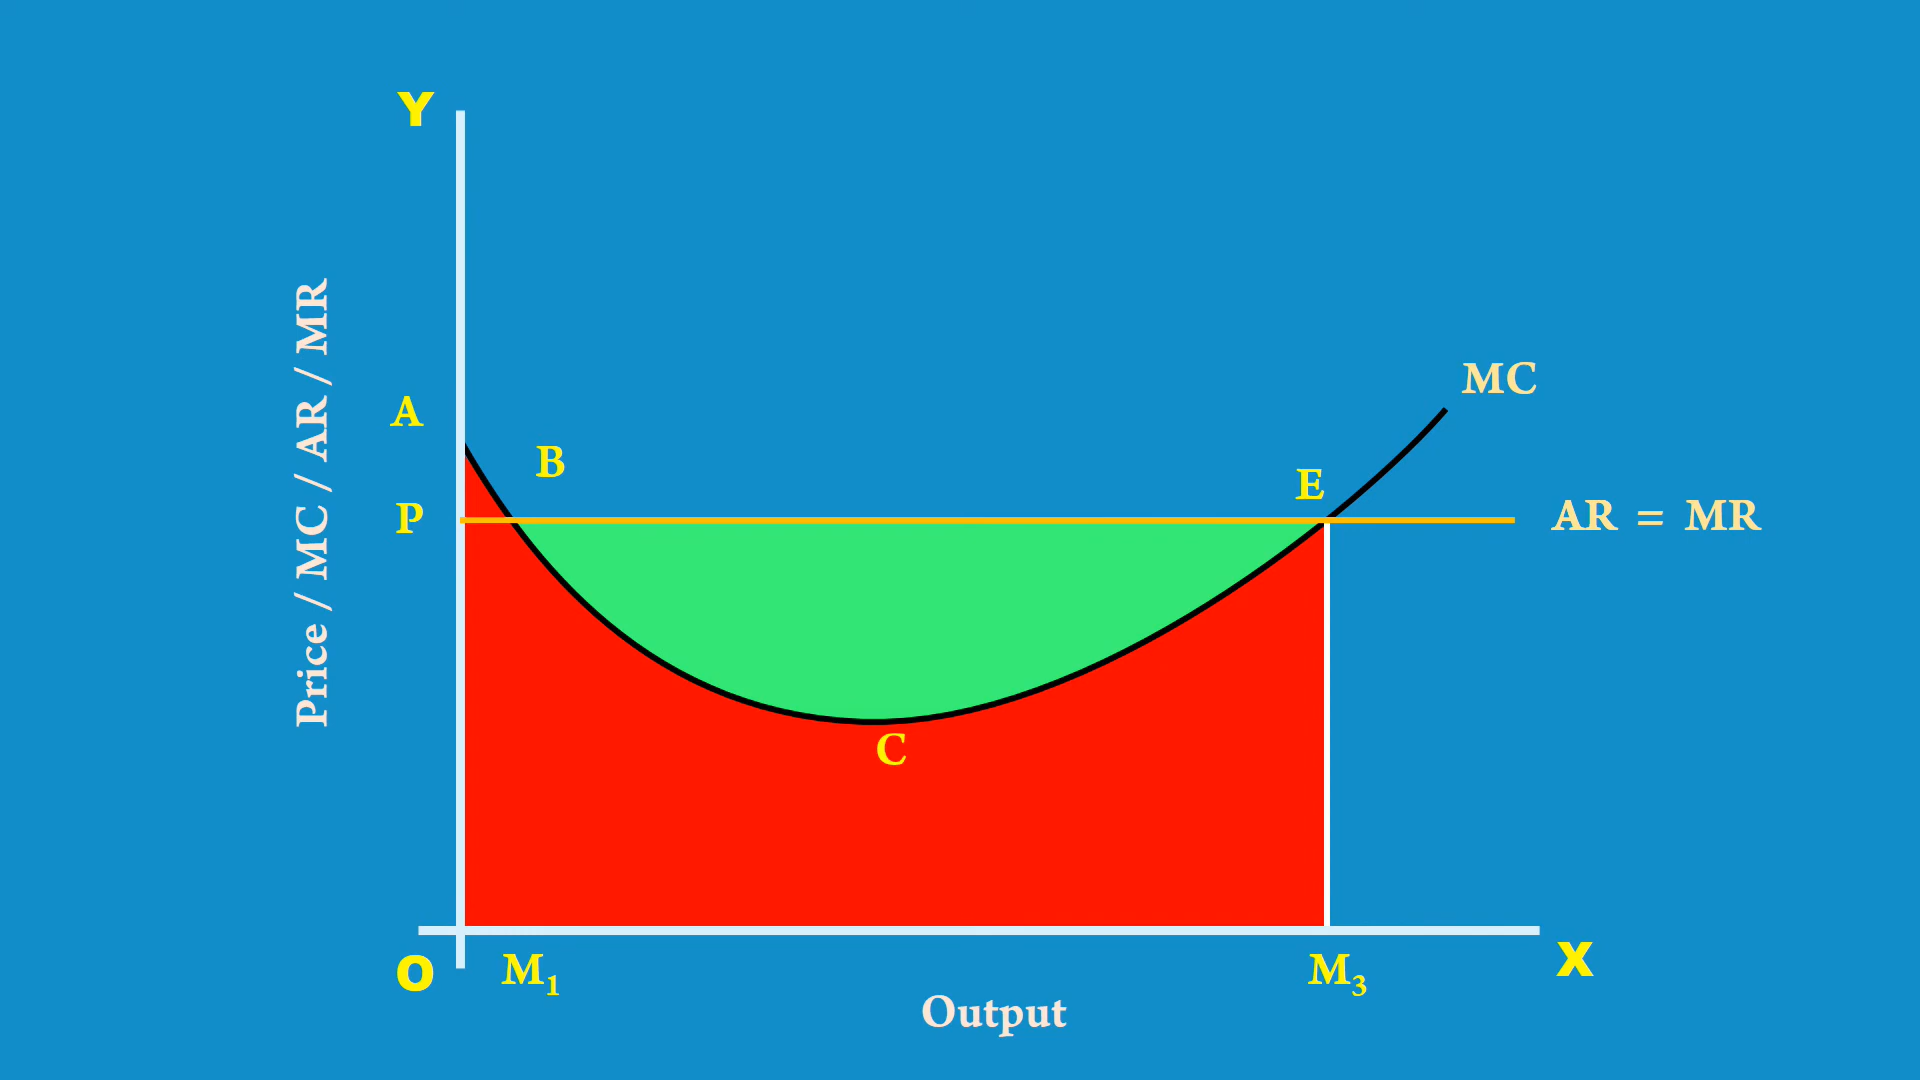 Y
Price / MC / AR / MR
MC
A
B
E
P
AR = MR
C
O
M₁
M₃
X
Output